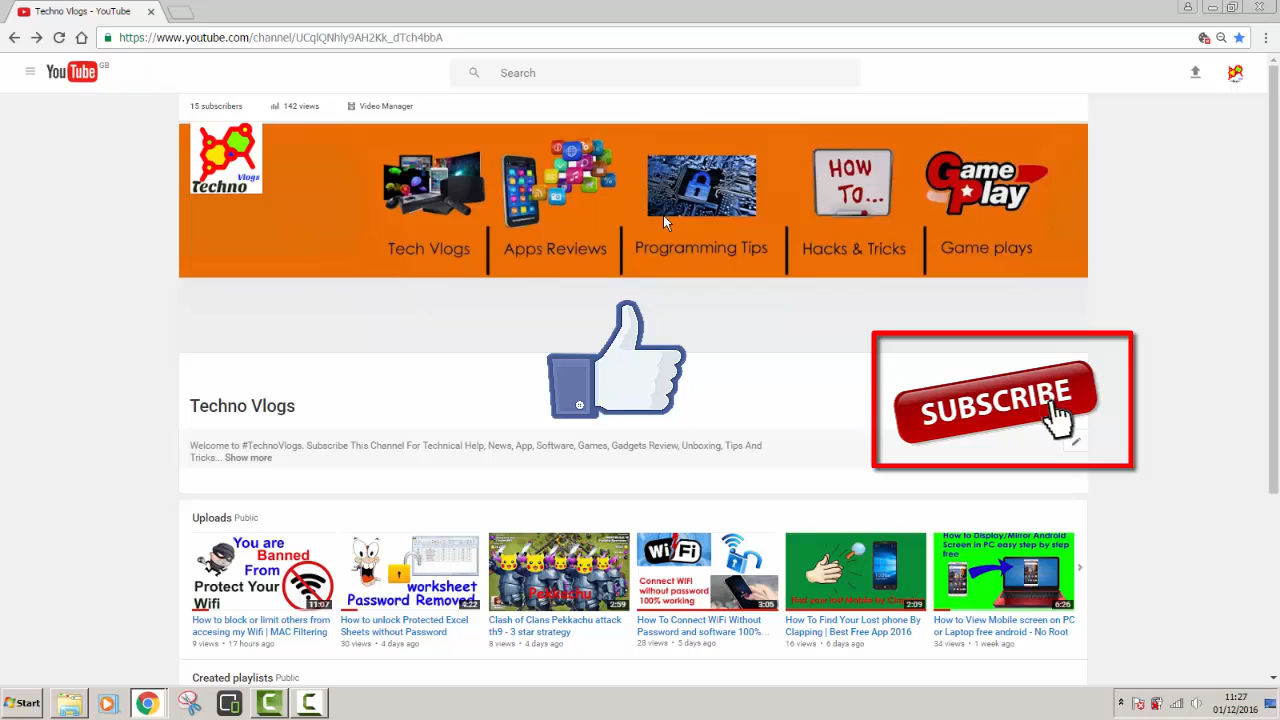 Techno Vlogs - YouTube
https://www.youtube.com/channel/UCqlQNhly9AH2Kk_dTch4bbA
YouTube GB
Search
15 subscribers
142 views
Video Manager
Techno Vlogs
HOW TO...
Game Play
Tech Vlogs
Apps Reviews
Programming Tips
Hacks & Tricks
Game plays
SUBSCRIBE
Techno Vlogs
Welcome to #TechnoVlogs. Subscribe This Channel For Technical Help, News, App, Software, Games, Gadgets Review, Unboxing, Tips And
Tricks... Show more
Uploads Public
You are
Banned
From
Protect Your
Wifi
11:07
worksheet
Password Removed
Pekkachu
2:59
WiFi
Connect WIFI
without password
100% working
3:05
Find your lost Mobile by
2:09
How to Display/Mirror Android
Screen in PC easy step by step
free
6:26
How to block or limit others from
accesing my Wifi | MAC Filtering
9 views • 17 hours ago
How to unlock Protected Excel
Sheets without Password
30 views • 4 days ago
Clash of Clans Pekkachu attack
th9 - 3 star strategy
8 views • 4 days ago
How To Connect WiFi Without
Password and software 100%...
28 views • 5 days ago
How To Find Your Lost phone By
Clapping | Best Free App 2016
16 views • 6 days ago
How to View Mobile screen on PC
or Laptop free android - No Root
34 views • 1 week ago
Created playlists Public
Start
11:27
01/12/2016